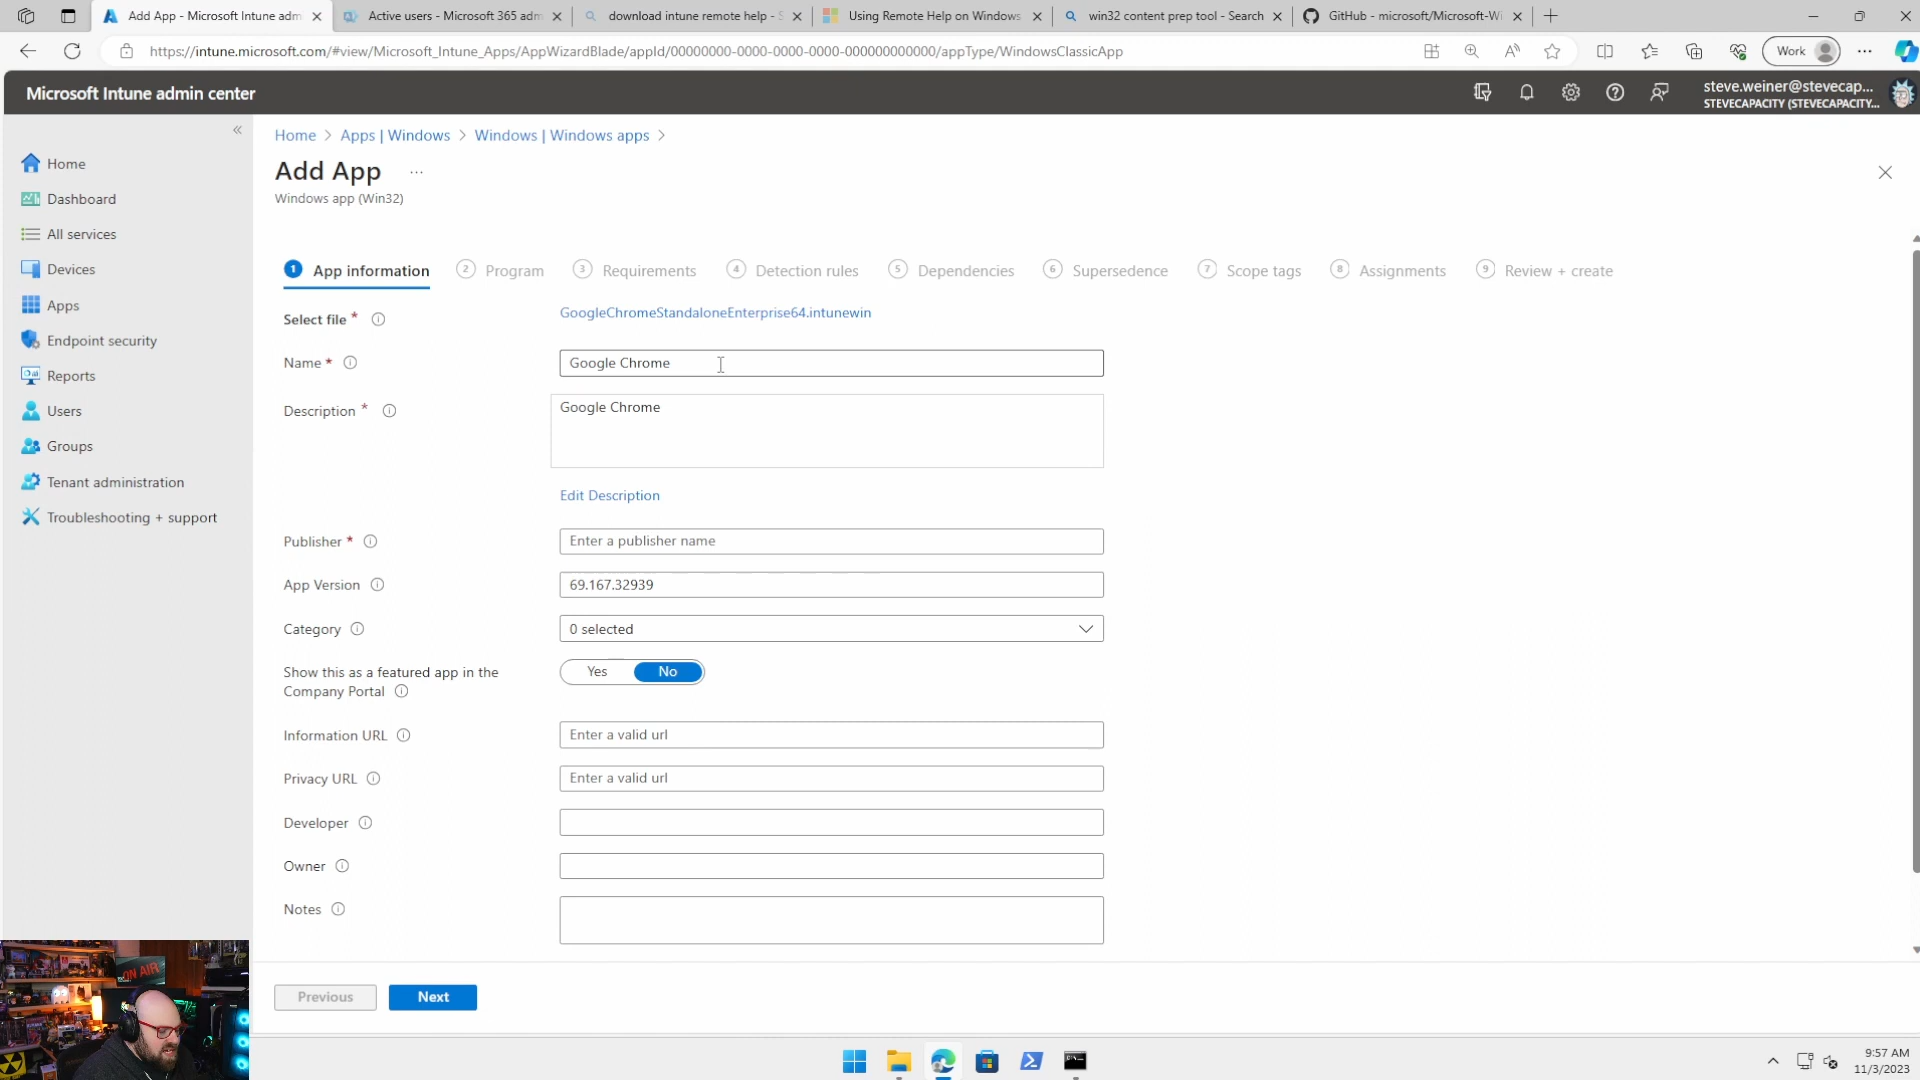 Add App - Microsoft Intune adm
Active users - Microsoft 365 adm
download intune remote help - S
Using Remote Help on Windows
win32 content prep tool - Search
GitHub - microsoft/Microsoft-Wi
https://intune.microsoft.com/#view/Microsoft_Intune_Apps/AppWizardBlade/appId/00000000-0000-0000-0000-000000000000/appType/WindowsClassicApp
Work
Microsoft Intune admin center
steve.weiner@stevecap...
STEVECAPACITY (STEVECAPACITY...
Home
Dashboard
All services
Devices
Apps
Endpoint security
Reports
Users
Groups
Tenant administration
Troubleshooting + support
Home > Apps | Windows > Windows | Windows apps >
Add App ...
Windows app (Win32)
1 App information
2 Program
3 Requirements
4 Detection rules
5 Dependencies
6 Supersedence
7 Scope tags
8 Assignments
9 Review + create
Select file *
GoogleChromeStandaloneEnterprise64.intunewin
Name *
Google Chrome
Description *
Google Chrome
Edit Description
Publisher *
Enter a publisher name
App Version
69.167.32939
Category
0 selected
Show this as a featured app in the
Company Portal
Yes
No
Information URL
Enter a valid url
Privacy URL
Enter a valid url
Developer
Owner
Notes
Previous
Next
ON AIR
9:57 AM
11/3/2023